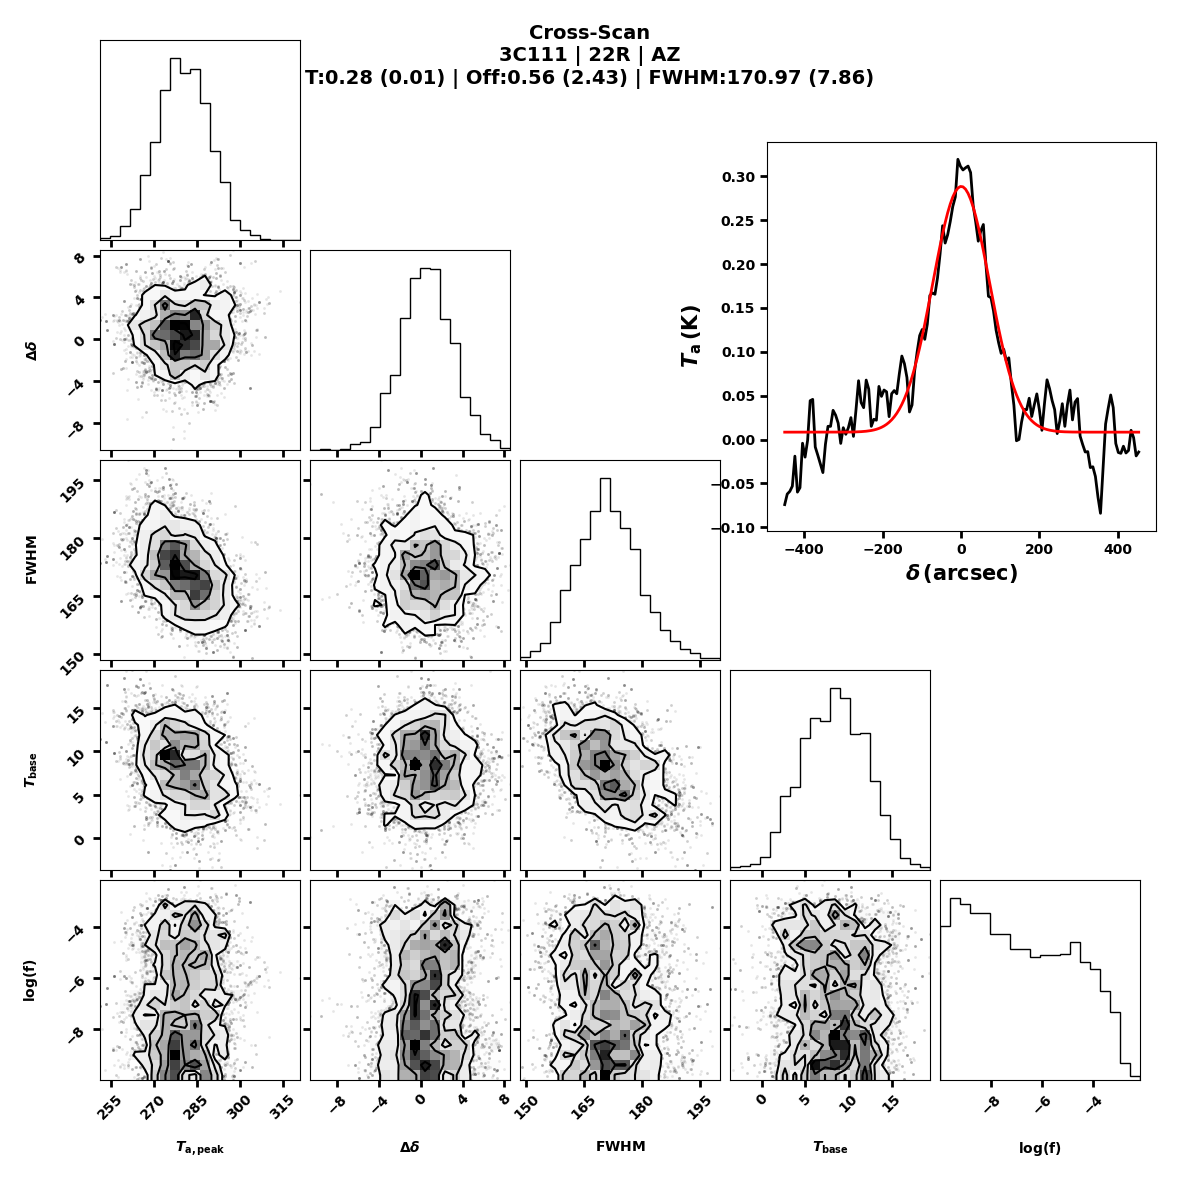 Cross-Scan
3C111 | 22R | AZ
T:0.28 (0.01) | Off:0.56 (2.43) | FWHM:170.97 (7.86)
0.30
0.25
0.20
0.15
0.10
0.05
0.00
−0.05
−0.10
Ta (K)
−400 −200 0 200 400
δ (arcsec)
8
4
0
−4
−8
Δδ
195
180
165
150
FWHM
15
10
5
0
Tbase
−4
−6
−8
log(f)
255 270 285 300 315
−8 −4 0 4 8
150 165 180 195
0 5 10 15
−8 −6 −4
Ta,peak Δδ FWHM Tbase log(f)